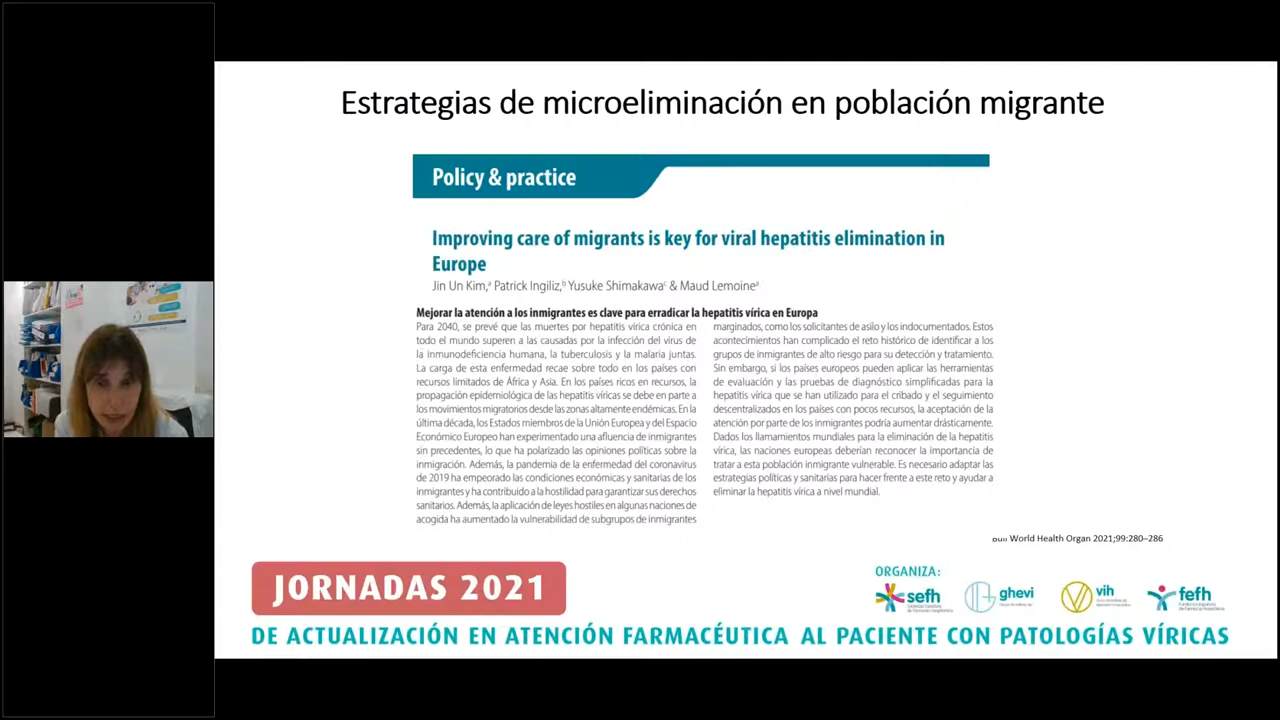 Estrategias de microeliminación en población migrante
Policy & practice
Improving care of migrants is key for viral hepatitis elimination in
Europe
Jin Un Kim,ᵃ Patrick Ingiliz,ᵇ Yusuke Shimakawaᶜ & Maud Lemoineᵃ
Mejorar la atención a los inmigrantes es clave para erradicar la hepatitis vírica en Europa
Para 2040, se prevé que las muertes por hepatitis vírica crónica en
todo el mundo superen a las causadas por la infección del virus de
la inmunodeficiencia humana, la tuberculosis y la malaria juntas.
La carga de esta enfermedad recae sobre todo en los países con
recursos limitados de África y Asia. En los países ricos en recursos, la
propagación epidemiológica de las hepatitis víricas se debe en parte a
los movimientos migratorios desde las zonas altamente endémicas. En la
última década, los Estados miembros de la Unión Europea y del Espacio
Económico Europeo han experimentado una afluencia de inmigrantes
sin precedentes, lo que ha polarizado las opiniones políticas sobre la
inmigración. Además, la pandemia de la enfermedad del coronavirus
de 2019 ha empeorado las condiciones económicas y sanitarias de los
inmigrantes y ha contribuido a la hostilidad para garantizar sus derechos
sanitarios. Además, la aplicación de leyes hostiles en algunas naciones de
acogida ha aumentado la vulnerabilidad de subgrupos de inmigrantes
marginados, como los solicitantes de asilo y los indocumentados. Estos
acontecimientos han complicado el reto histórico de identificar a los
grupos de inmigrantes de alto riesgo para su detección y tratamiento.
Sin embargo, si los países europeos pueden aplicar las herramientas
de evaluación y las pruebas de diagnóstico simplificadas para la
hepatitis vírica que se han utilizado para el cribado y el seguimiento
descentralizados en los países con pocos recursos, la aceptación de la
atención por parte de los inmigrantes podría aumentar drásticamente.
Dados los llamamientos mundiales para la eliminación de la hepatitis
vírica, las naciones europeas deberían reconocer la importancia de
tratar a esta población inmigrante vulnerable. Es necesario adaptar las
estrategias políticas y sanitarias para hacer frente a este reto y ayudar a
eliminar la hepatitis vírica a nivel mundial.
Bull World Health Organ 2021;99:280–286
JORNADAS 2021
ORGANIZA:
sefh
ghevi
vih
fefh
DE ACTUALIZACIÓN EN ATENCIÓN FARMACÉUTICA AL PACIENTE CON PATOLOGÍAS VÍRICAS